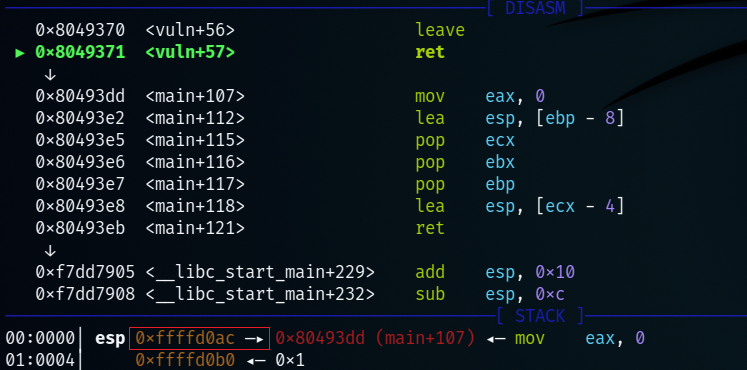 [ DISASM ]
0×8049370 <vuln+56> leave
► 0×8049371 <vuln+57> ret
↓
0×80493dd <main+107> mov eax, 0
0×80493e2 <main+112> lea esp, [ebp - 8]
0×80493e5 <main+115> pop ecx
0×80493e6 <main+116> pop ebx
0×80493e7 <main+117> pop ebp
0×80493e8 <main+118> lea esp, [ecx - 4]
0×80493eb <main+121> ret
↓
0×f7dd7905 <__libc_start_main+229> add esp, 0×10
0×f7dd7908 <__libc_start_main+232> sub esp, 0×c
[ STACK ]
00:0000│ esp 0×ffffd0ac —▸ 0×80493dd (main+107) ◂— mov eax, 0
01:0004│ 0×ffffd0b0 ◂— 0×1